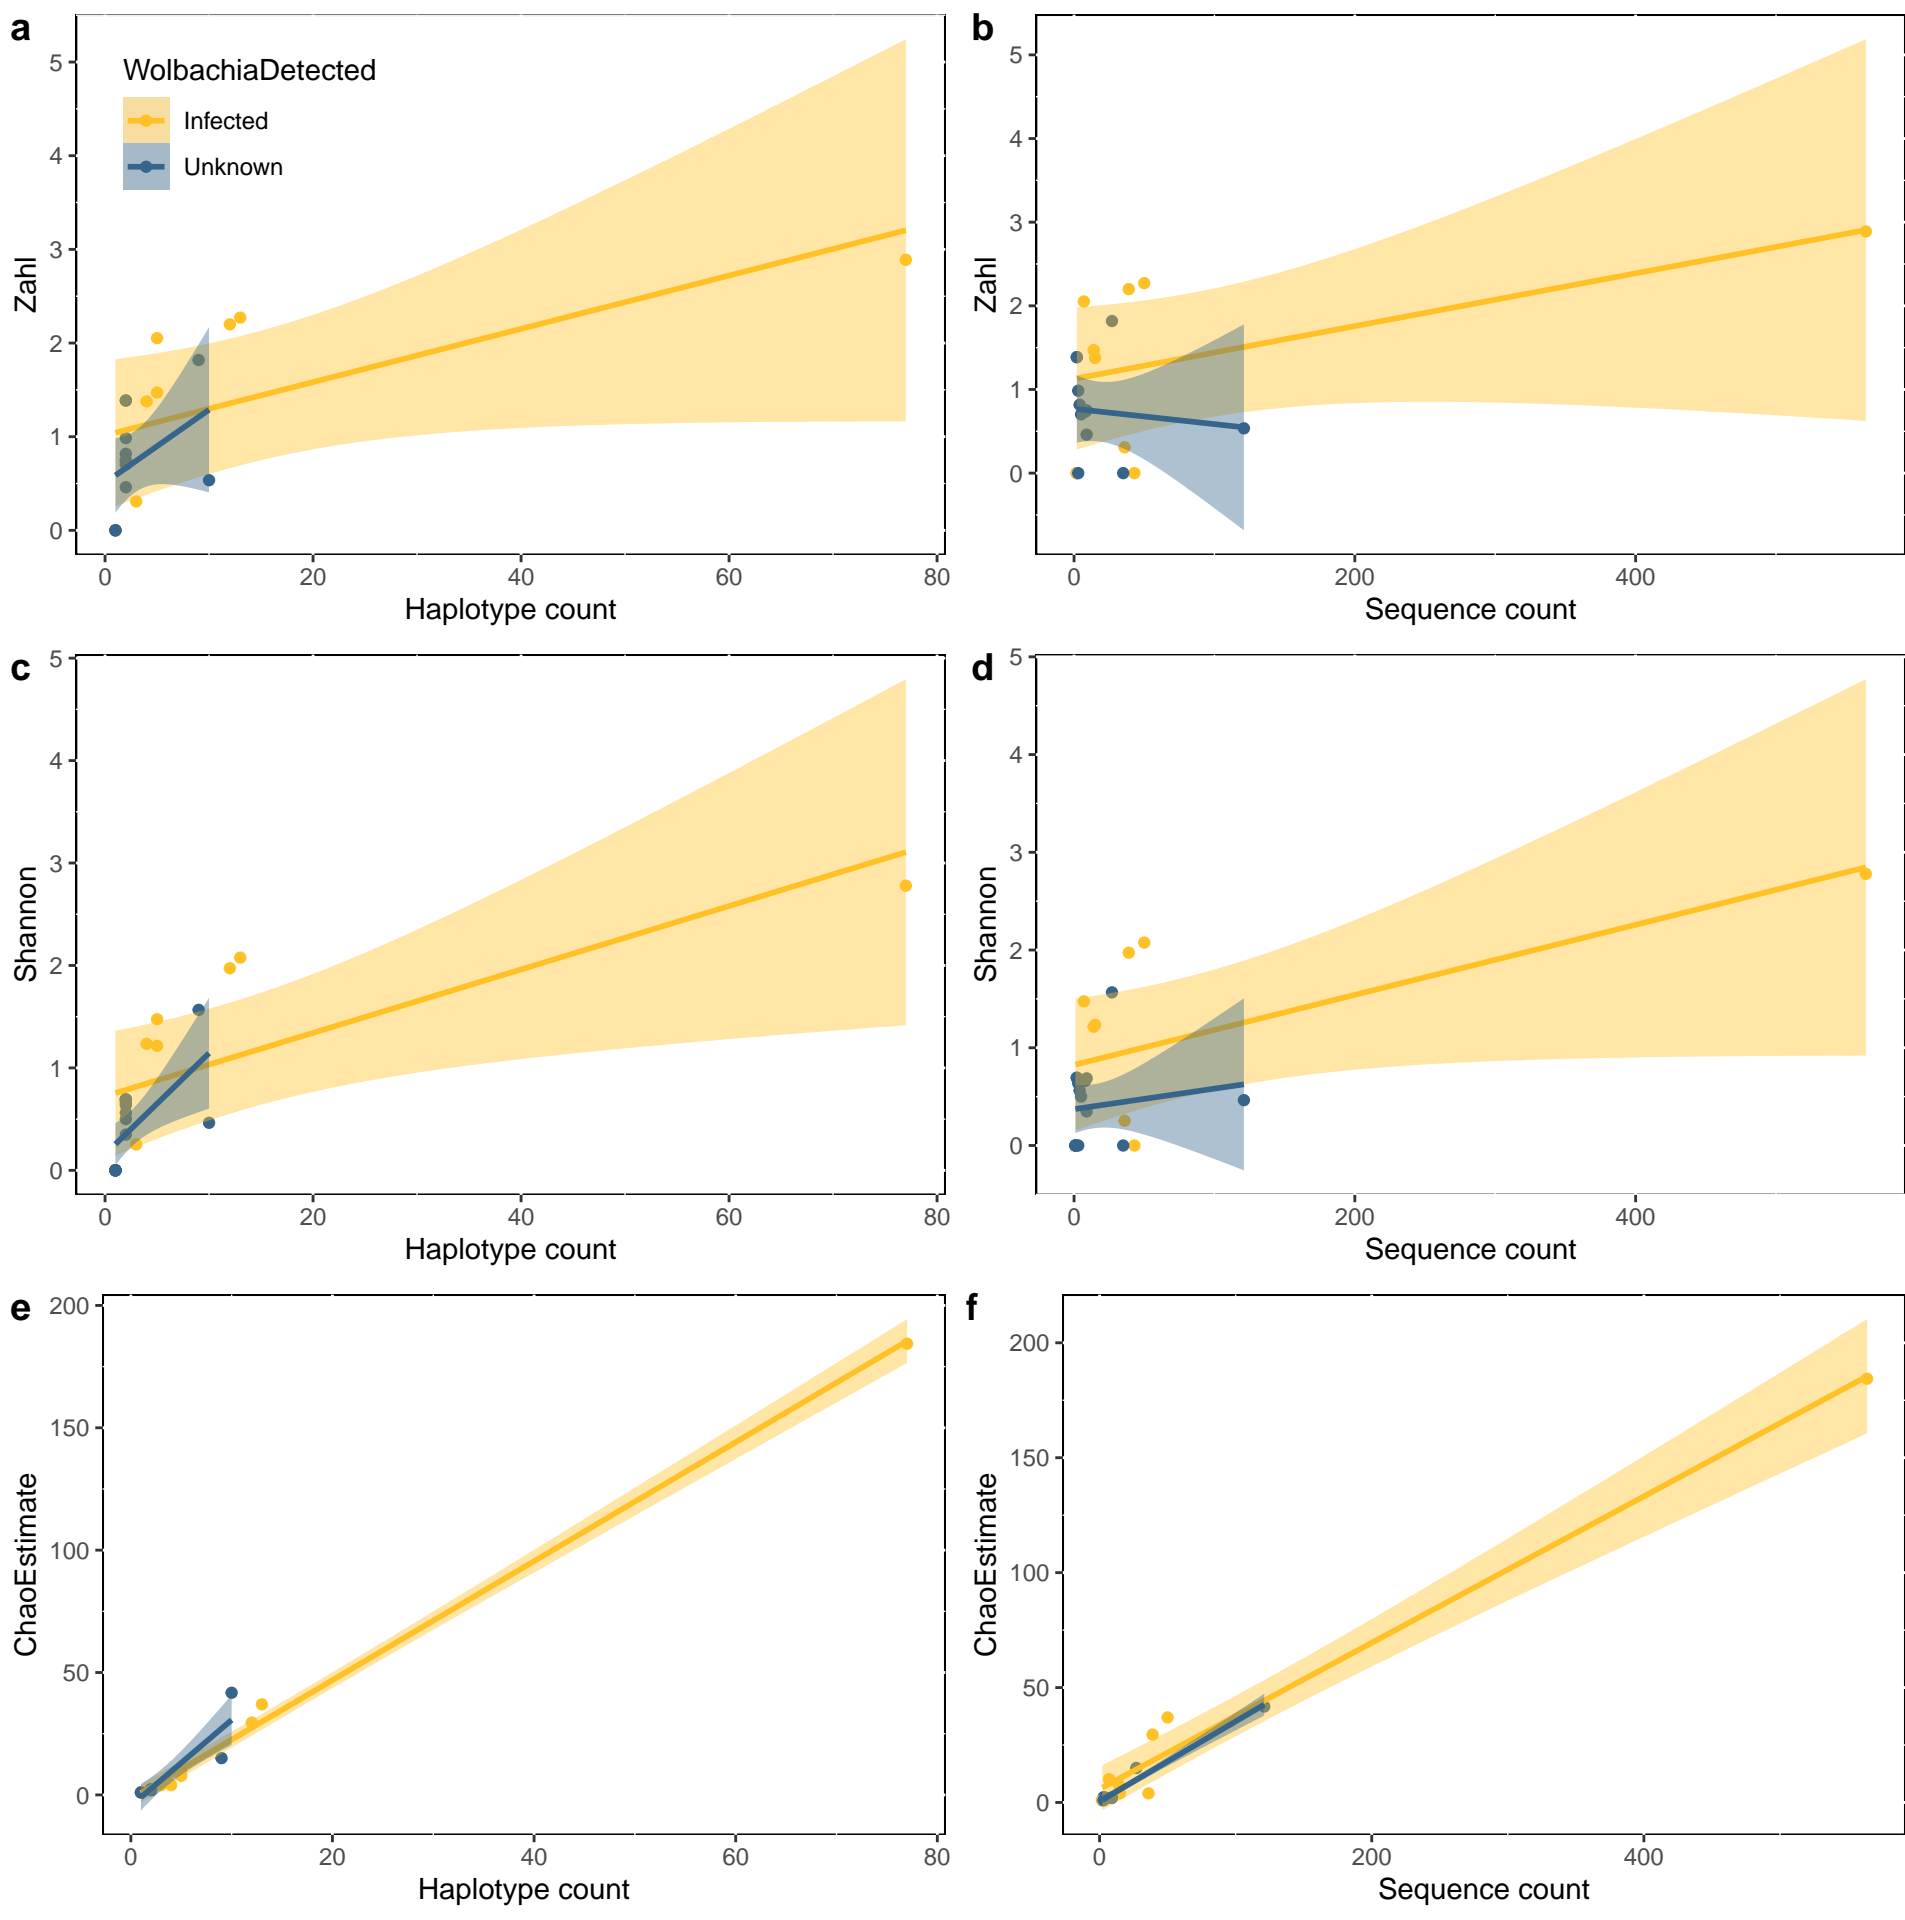 a
WolbachiaDetected
Infected
Unknown
Zahl
5
4
3
2
1
0
0 20 40 60 80
Haplotype count
b
Zahl
5
4
3
2
1
0
0 200 400
Sequence count
c
Shannon
5
4
3
2
1
0
0 20 40 60 80
Haplotype count
d
Shannon
5
4
3
2
1
0
0 200 400
Sequence count
e
ChaoEstimate
200
150
100
50
0
0 20 40 60 80
Haplotype count
f
ChaoEstimate
200
150
100
50
0
0 200 400
Sequence count